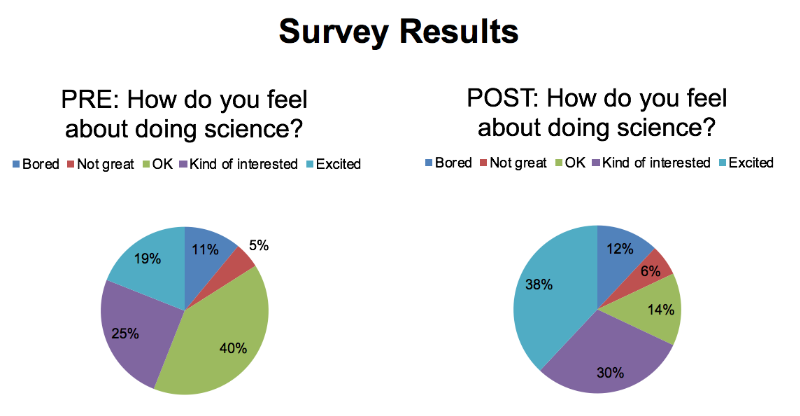 Survey Results
PRE: How do you feel
about doing science?
Bored Not great OK Kind of interested Excited
11%
5%
40%
25%
19%
POST: How do you feel
about doing science?
Bored Not great OK Kind of interested Excited
12%
6%
14%
30%
38%